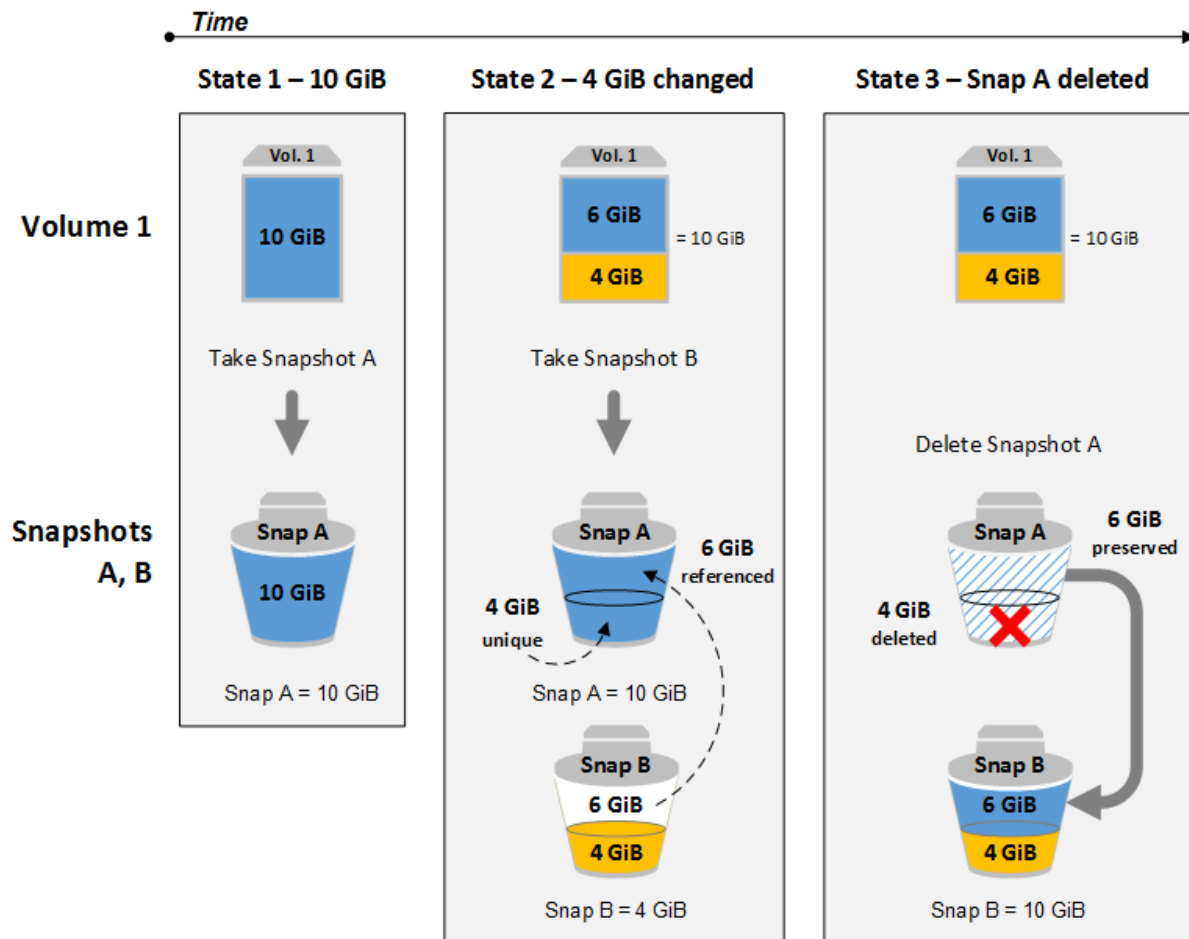 Time
State 1 – 10 GiB
State 2 – 4 GiB changed
State 3 – Snap A deleted
Volume 1
Vol. 1
10 GiB
Vol. 1
6 GiB
= 10 GiB
4 GiB
Vol. 1
6 GiB
= 10 GiB
4 GiB
Take Snapshot A
Take Snapshot B
Delete Snapshot A
Snapshots
A, B
Snap A
10 GiB
Snap A = 10 GiB
Snap A
6 GiB
referenced
4 GiB
unique
Snap A = 10 GiB
Snap B
6 GiB
4 GiB
Snap B = 4 GiB
Snap A
6 GiB
preserved
4 GiB
deleted
Snap B
6 GiB
4 GiB
Snap B = 10 GiB